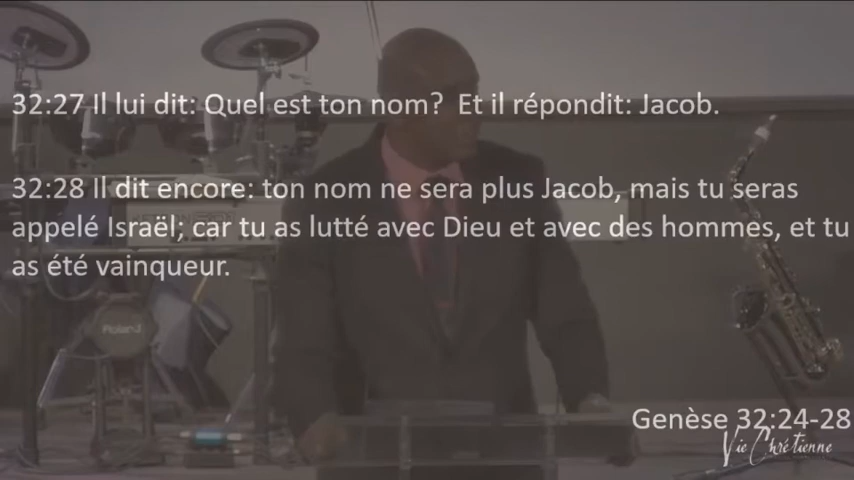 32:27 Il lui dit: Quel est ton nom?  Et il répondit: Jacob.
32:28 Il dit encore: ton nom ne sera plus Jacob, mais tu seras
appelé Israël; car tu as lutté avec Dieu et avec des hommes, et tu
as été vainqueur.
Roland
Genèse 32:24-28
Vie Chrétienne